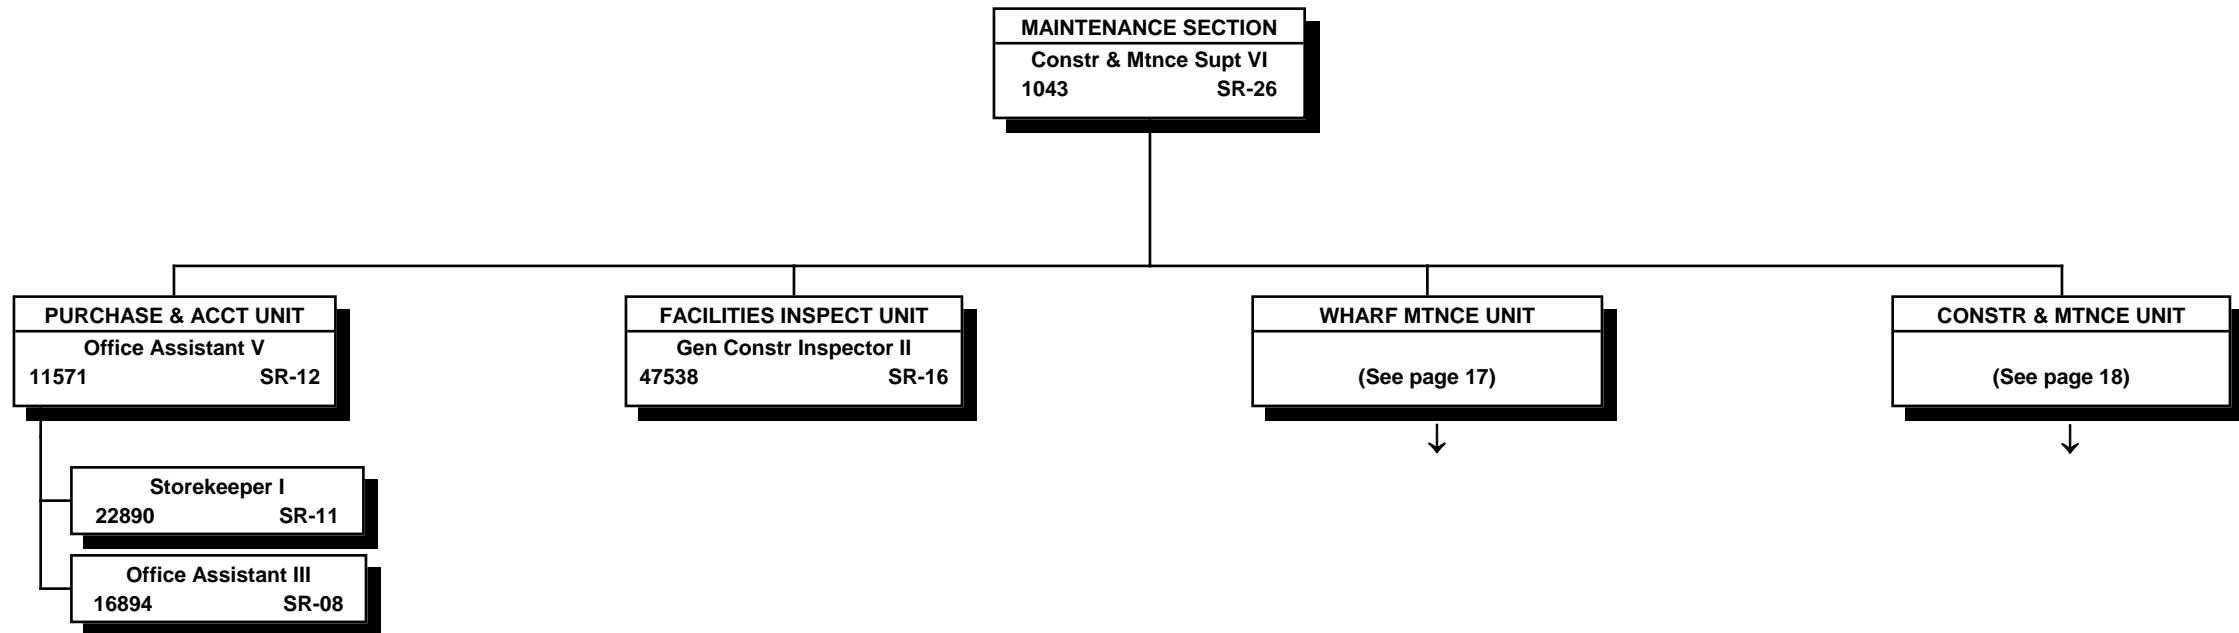 MAINTENANCE SECTION
Constr & Mtnce Supt VI
1043 SR-26
PURCHASE & ACCT UNIT
Office Assistant V
11571 SR-12
FACILITIES INSPECT UNIT
Gen Constr Inspector II
47538 SR-16
WHARF MTNCE UNIT
(See page 17)
CONSTR & MTNCE UNIT
(See page 18)
Storekeeper I
22890 SR-11
Office Assistant III
16894 SR-08